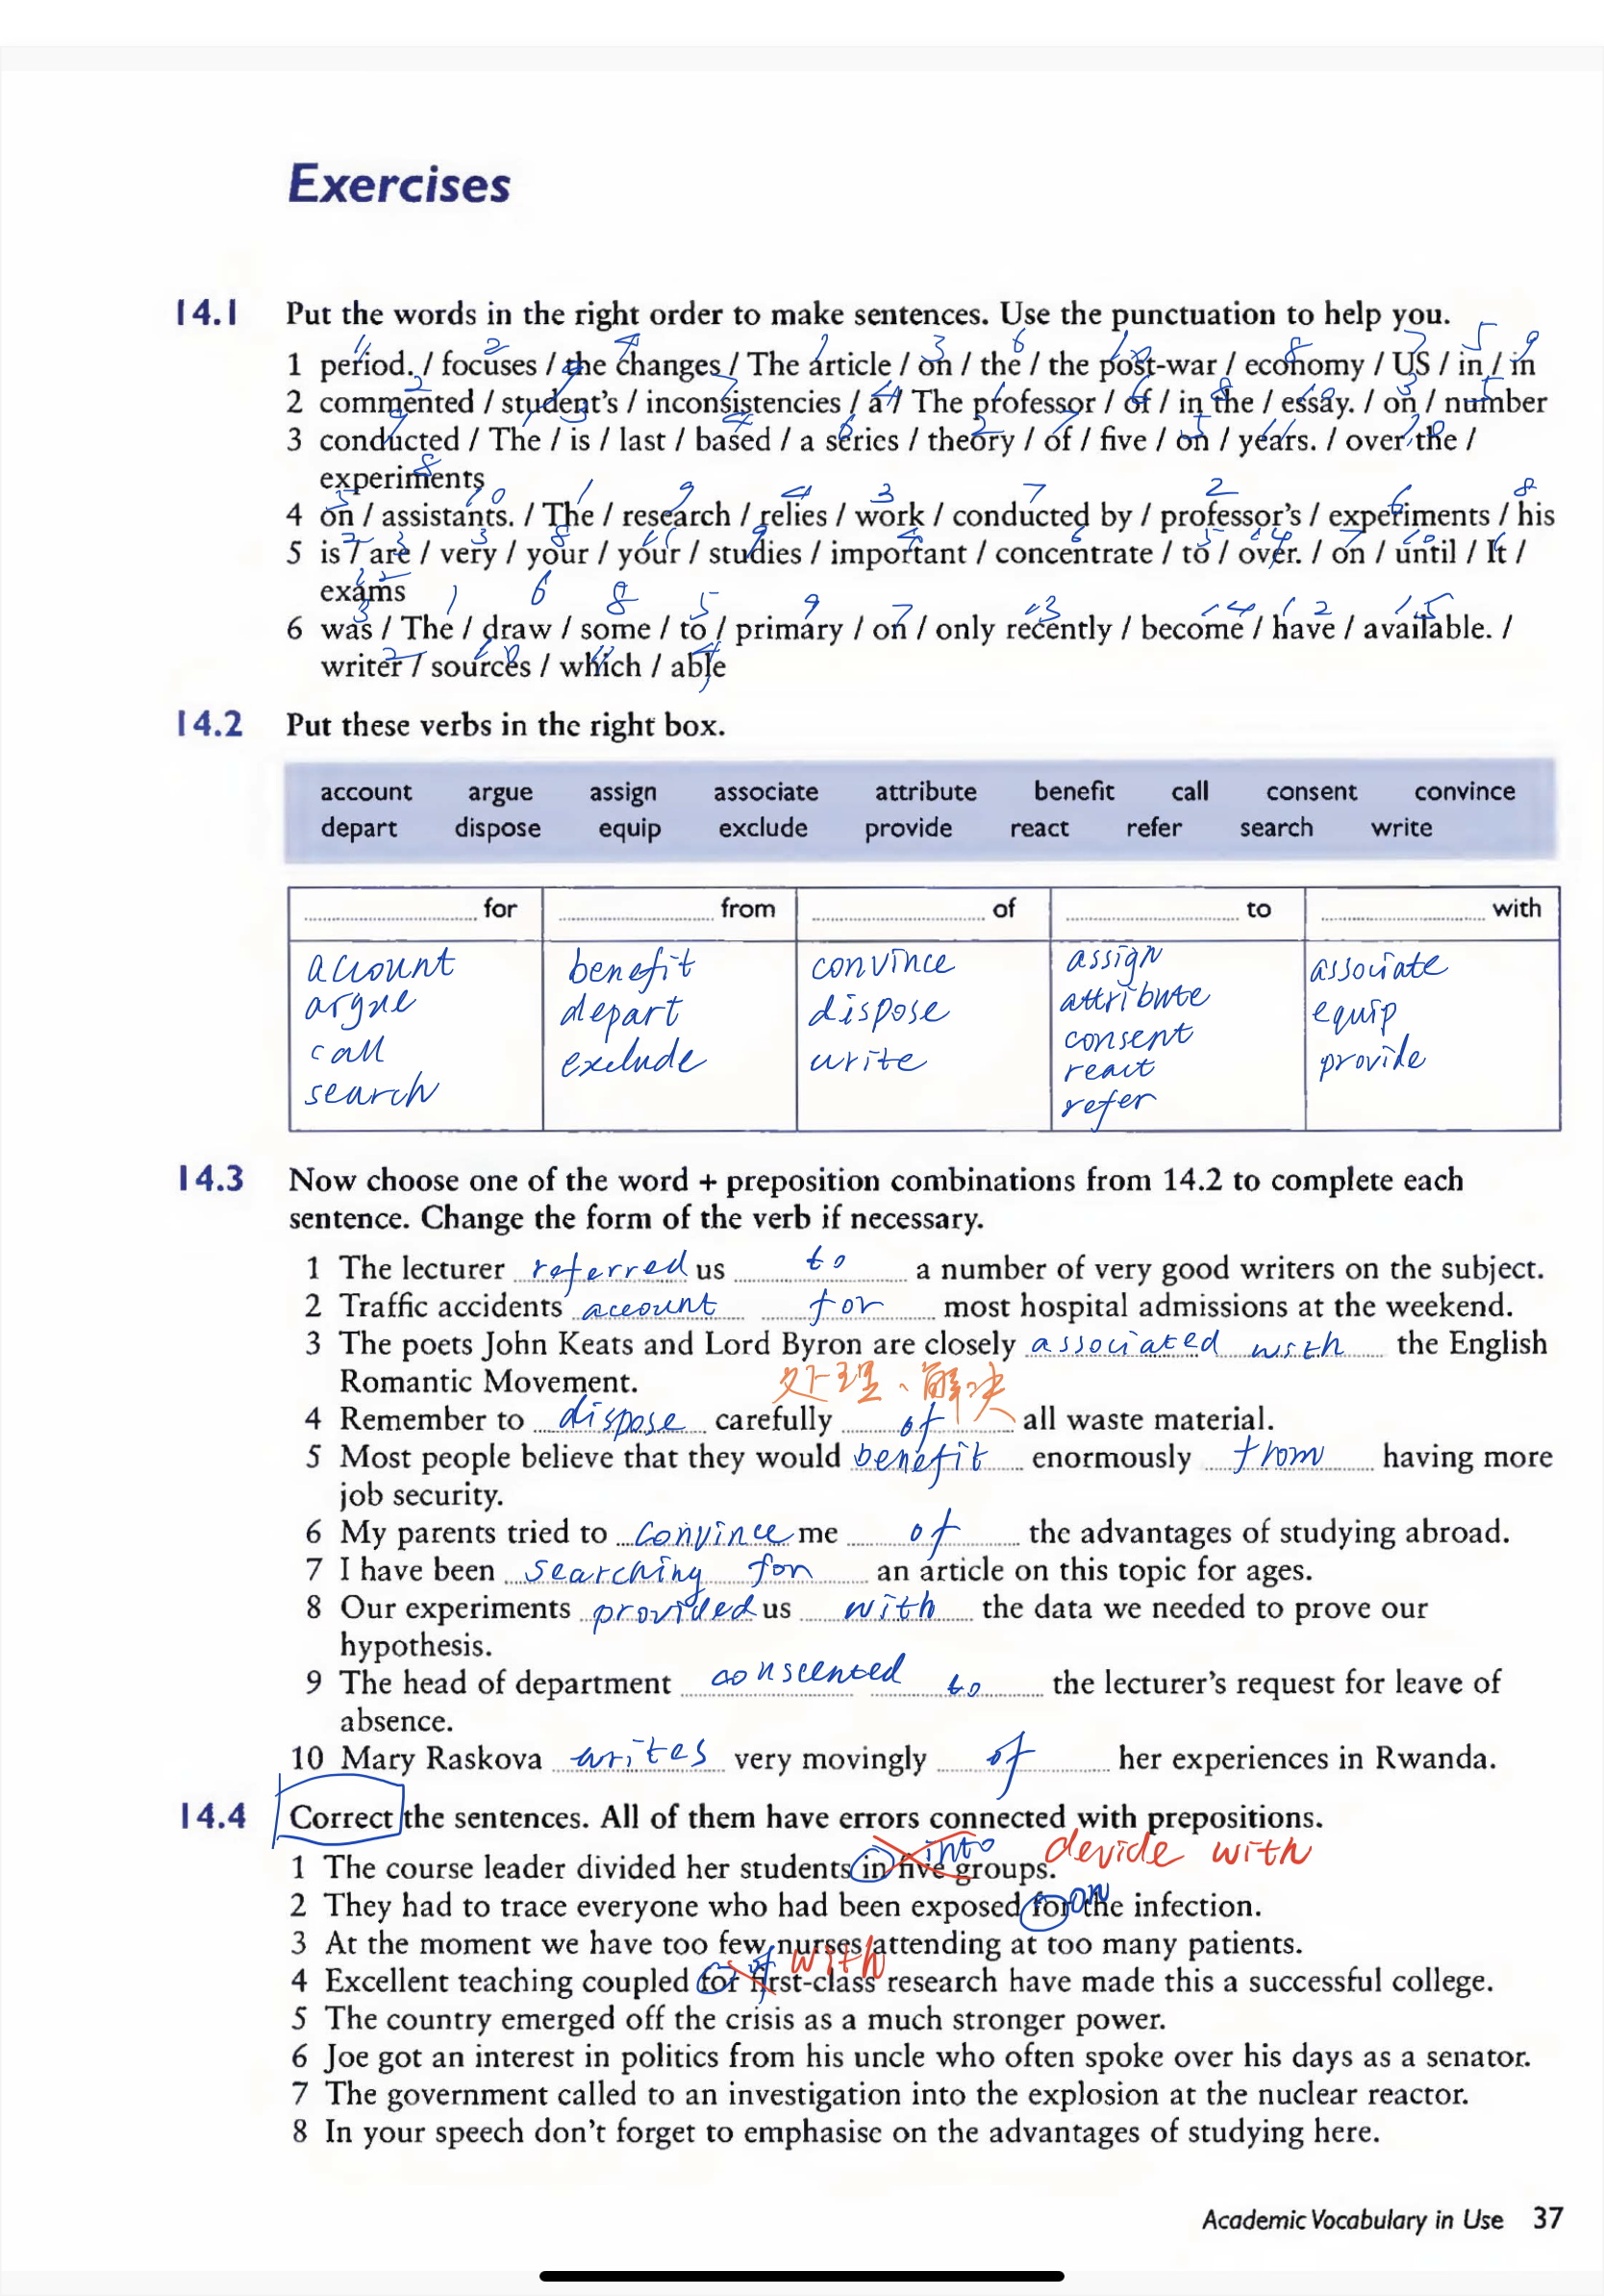 Exercises
14.1 Put the words in the right order to make sentences. Use the punctuation to help you.
1 period. / focuses / the changes / The article / on / the / the post-war / economy / US / in / in
2 commented / student's / inconsistencies / a / The professor / of / in the / essay. / on / number
3 conducted / The / is / last / based / a series / theory / of / five / on / years. / over the /
experiments
4 on / assistants. / The / research / relies / work / conducted by / professor's / experiments / his
5 is / are / very / your / your / studies / important / concentrate / to / over. / on / until / It /
exams
6 was / The / draw / some / to / primary / on / only recently / become / have / available. /
writer / sources / which / able
14.2 Put these verbs in the right box.
account argue assign associate attribute benefit call consent convince
depart dispose equip exclude provide react refer search write
for from of to with
account benefit convince assign associate
argue depart dispose attribute equip
call exclude write consent provide
search react
refer
14.3 Now choose one of the word + preposition combinations from 14.2 to complete each
sentence. Change the form of the verb if necessary.
1 The lecturer referred us to a number of very good writers on the subject.
2 Traffic accidents account for most hospital admissions at the weekend.
3 The poets John Keats and Lord Byron are closely associated with the English
Romantic Movement.
处理、解决
4 Remember to dispose carefully of all waste material.
5 Most people believe that they would benefit enormously from having more
job security.
6 My parents tried to convince me of the advantages of studying abroad.
7 I have been searching for an article on this topic for ages.
8 Our experiments provided us with the data we needed to prove our
hypothesis.
9 The head of department to the lecturer's request for leave of
absence.
10 Mary Raskova writes very movingly of her experiences in Rwanda.
14.4 Correct the sentences. All of them have errors connected with prepositions.
into devide with
1 The course leader divided her students in five groups.
2 They had to trace everyone who had been exposed for on the infection.
3 At the moment we have too few nurses attending at too many patients.
of with
4 Excellent teaching coupled for first-class research have made this a successful college.
5 The country emerged off the crisis as a much stronger power.
6 Joe got an interest in politics from his uncle who often spoke over his days as a senator.
7 The government called to an investigation into the explosion at the nuclear reactor.
8 In your speech don't forget to emphasise on the advantages of studying here.
Academic Vocabulary in Use 37